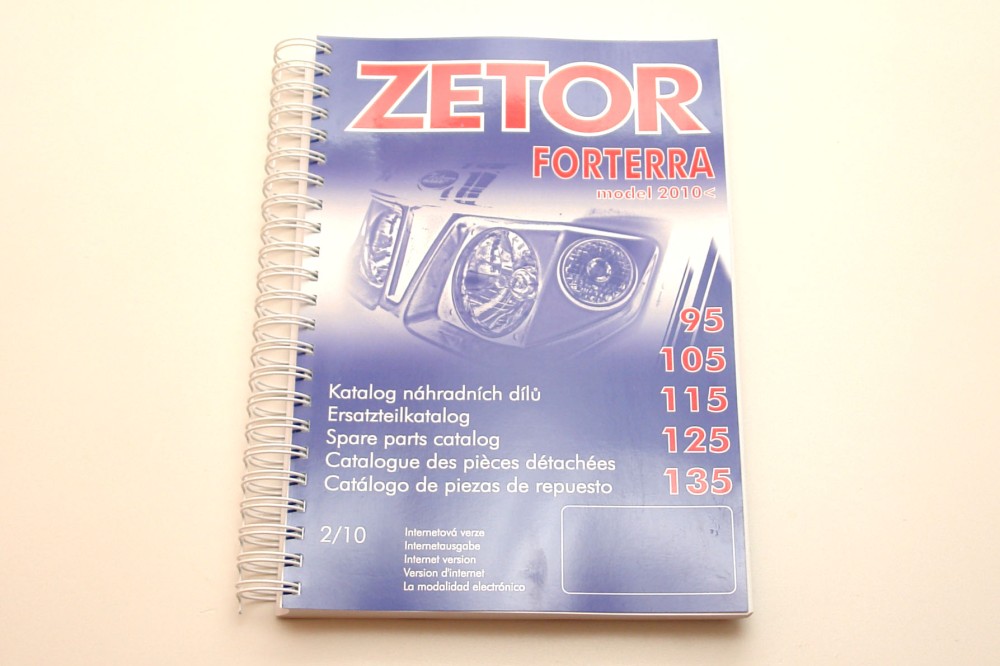 ZETOR
FORTERRA
model 2010<
95
105
115
125
135
Katalog náhradních dílů
Ersatzteilkatalog
Spare parts catalog
Catalogue des pièces détachées
Catálogo de piezas de repuesto
2/10
Internetová verze
Internetausgabe
Internet version
Version d'internet
La modalidad electrónica